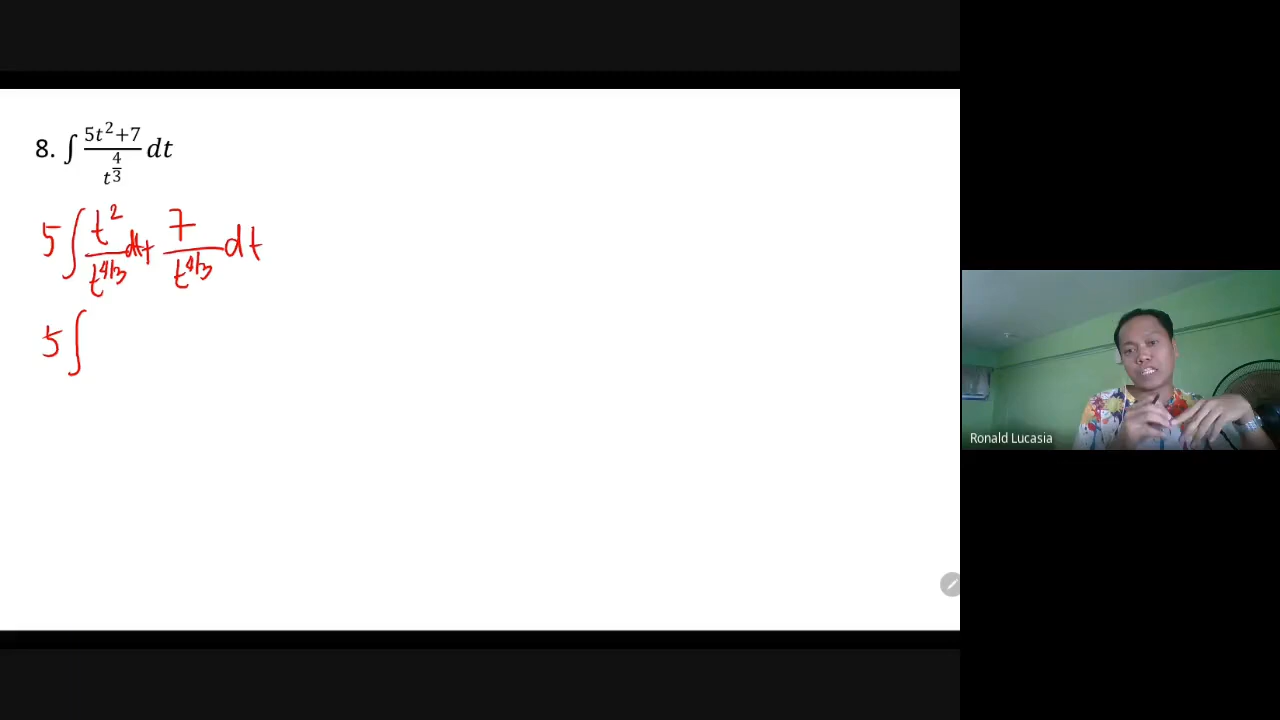 8. ∫ (5t²+7)/t^(4/3) dt
5∫ t²/t^(4/3) dt + 7/t^(4/3) dt
5∫
Ronald Lucasia